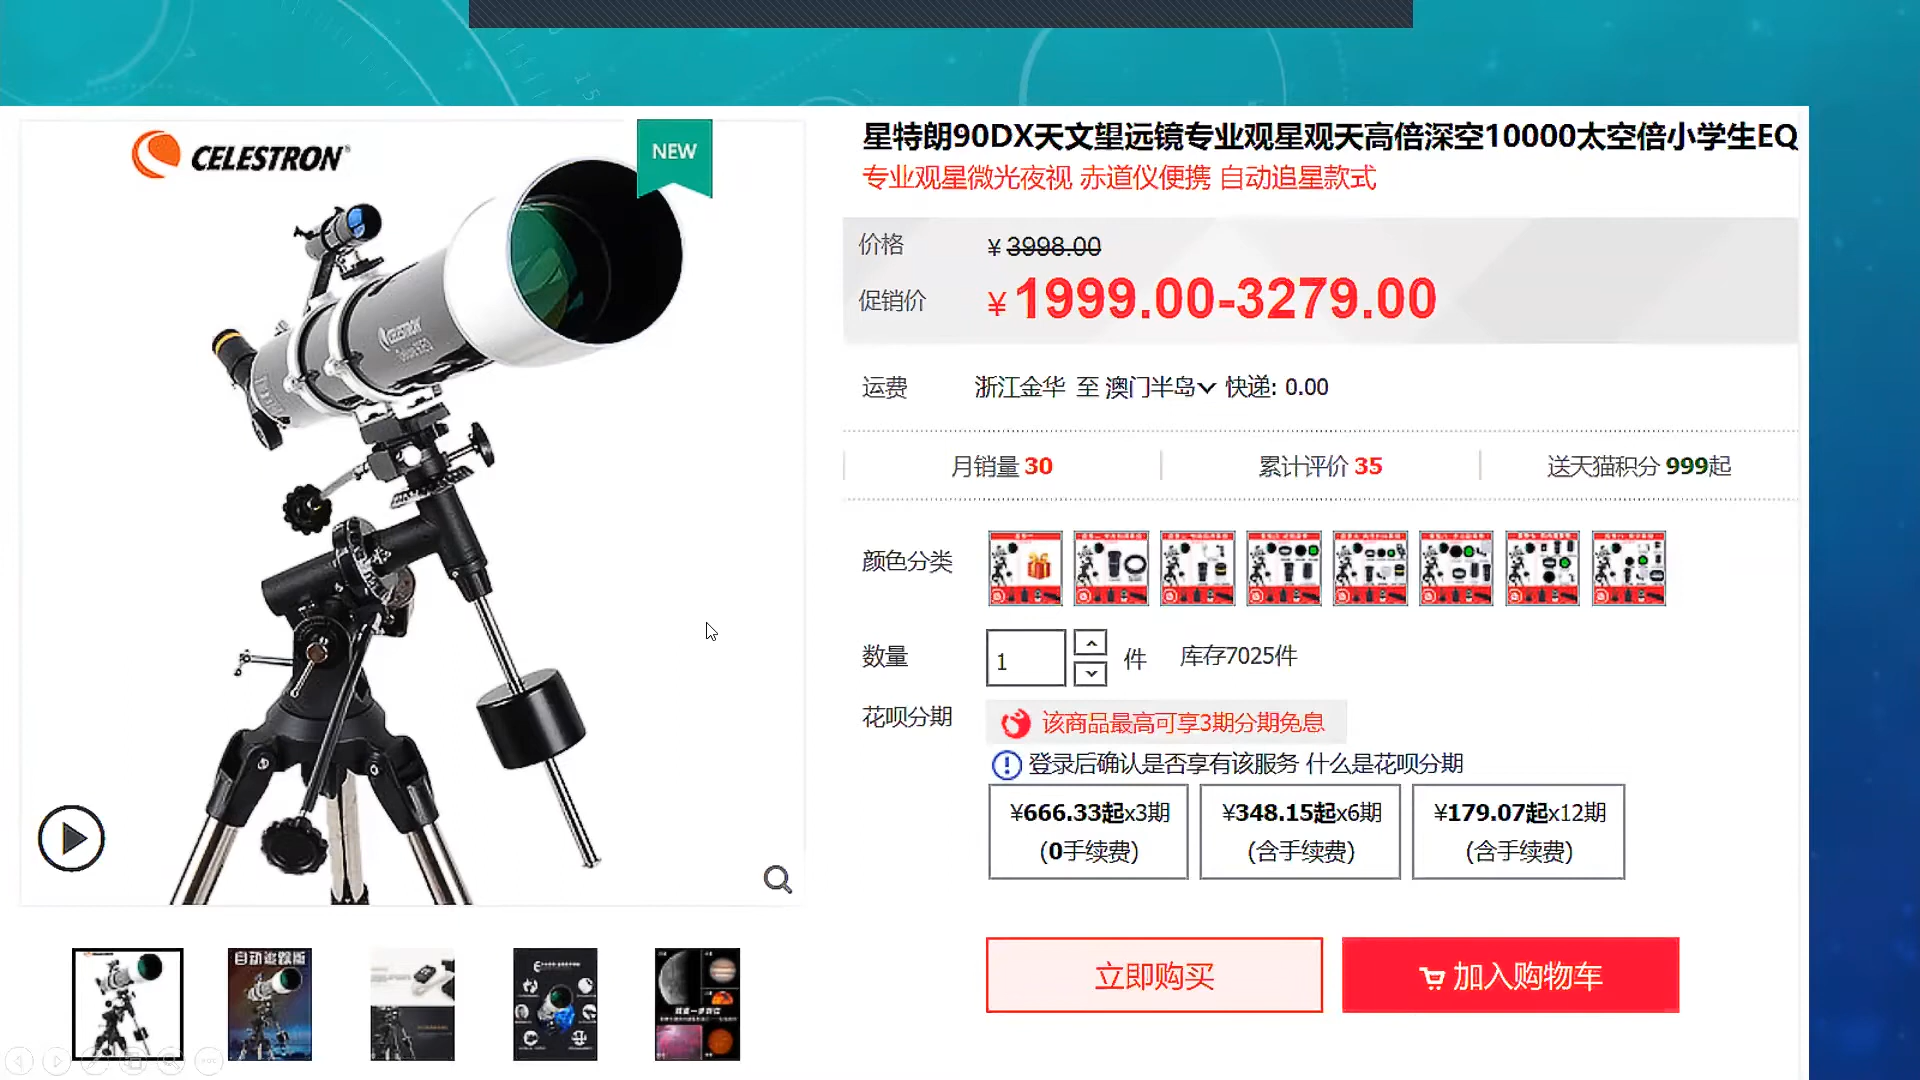 CELESTRON
NEW
CELESTRON
星特朗90DX天文望远镜专业观星观天高倍深空10000太空倍小学生EQ
专业观星微光夜视 赤道仪便携 自动追星款式
价格 ¥3998.00
促销价 ¥1999.00-3279.00
运费 浙江金华 至 澳门半岛 快递: 0.00
月销量 30 累计评价 35 送天猫积分 999起
颜色分类
数量 1 件 库存7025件
花呗分期 该商品最高可享3期分期免息
登录后确认是否享有该服务 什么是花呗分期
¥666.33起x3期 ¥348.15起x6期 ¥179.07起x12期
(0手续费) (含手续费) (含手续费)
立即购买 加入购物车
自动追踪版